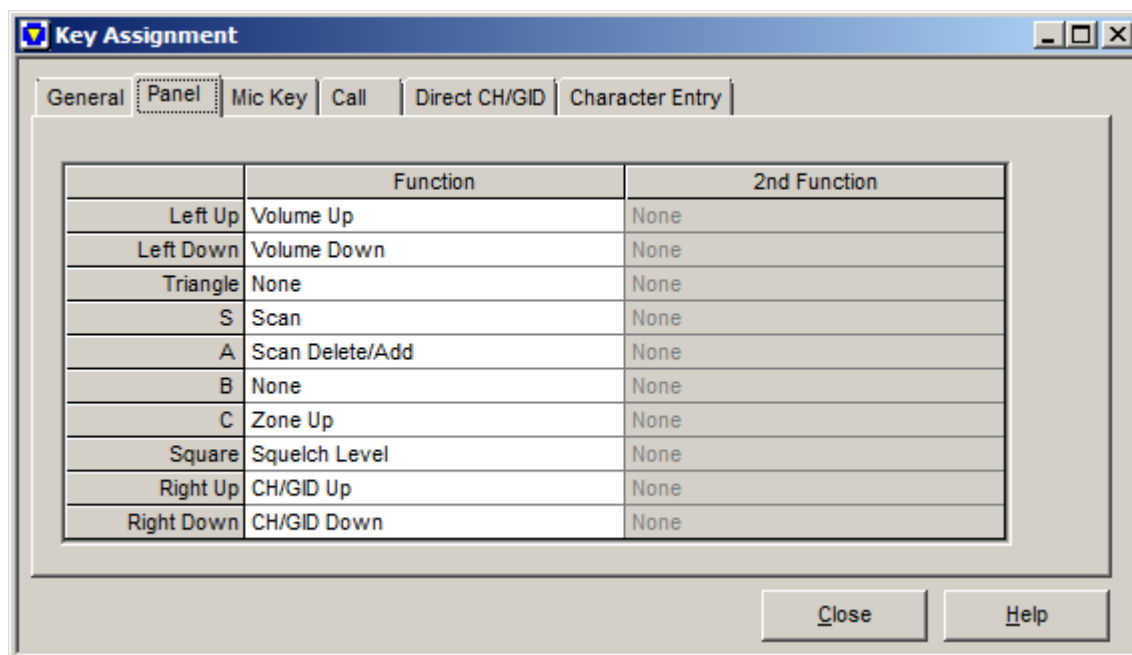 Key Assignment
General Panel Mic Key Call Direct CH/GID Character Entry
Function 2nd Function
Left Up Volume Up None
Left Down Volume Down None
Triangle None None
S Scan None
A Scan Delete/Add None
B None None
C Zone Up None
Square Squelch Level None
Right Up CH/GID Up None
Right Down CH/GID Down None
Close Help